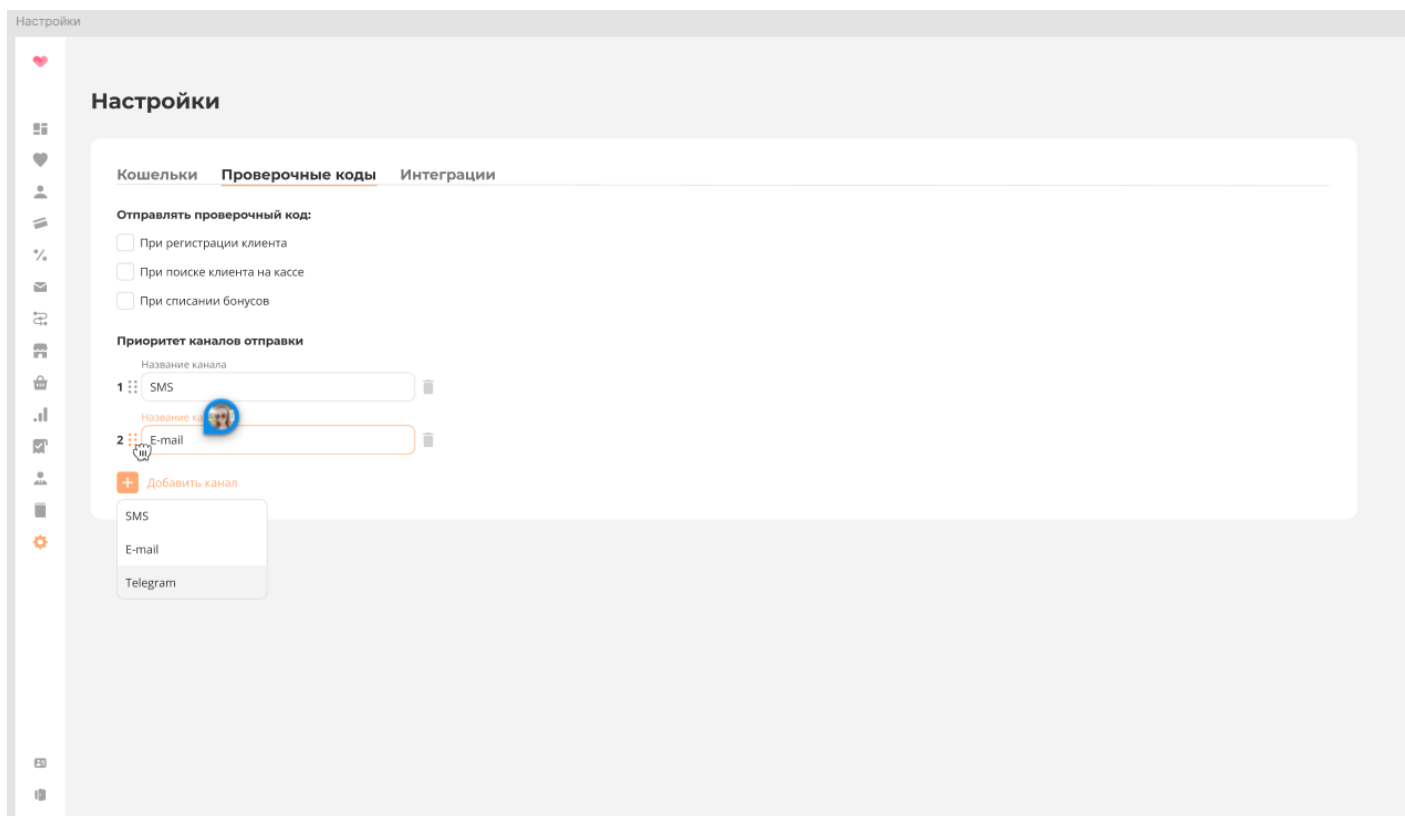 Настройки
Настройки
Кошельки Проверочные коды Интеграции
Отправлять проверочный код:
При регистрации клиента
При поиске клиента на кассе
При списании бонусов
Приоритет каналов отправки
Название канала
1 SMS
Название
2 E-mail
Добавить канал
SMS
E-mail
Telegram